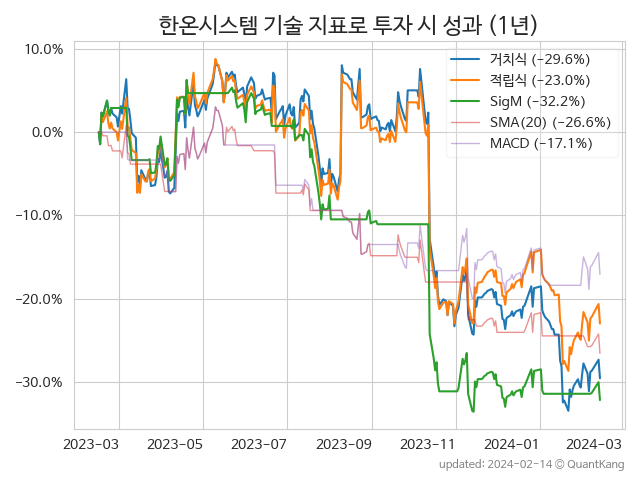 한온시스템 기술 지표로 투자 시 성과 (1년)
10.0%
0.0%
−10.0%
−20.0%
−30.0%
거치식 (−29.6%)
적립식 (−23.0%)
SigM (−32.2%)
SMA(20) (−26.6%)
MACD (−17.1%)
2023−03
2023−05
2023−07
2023−09
2023−11
2024−01
2024−03
updated: 2024−02−14 © QuantKang